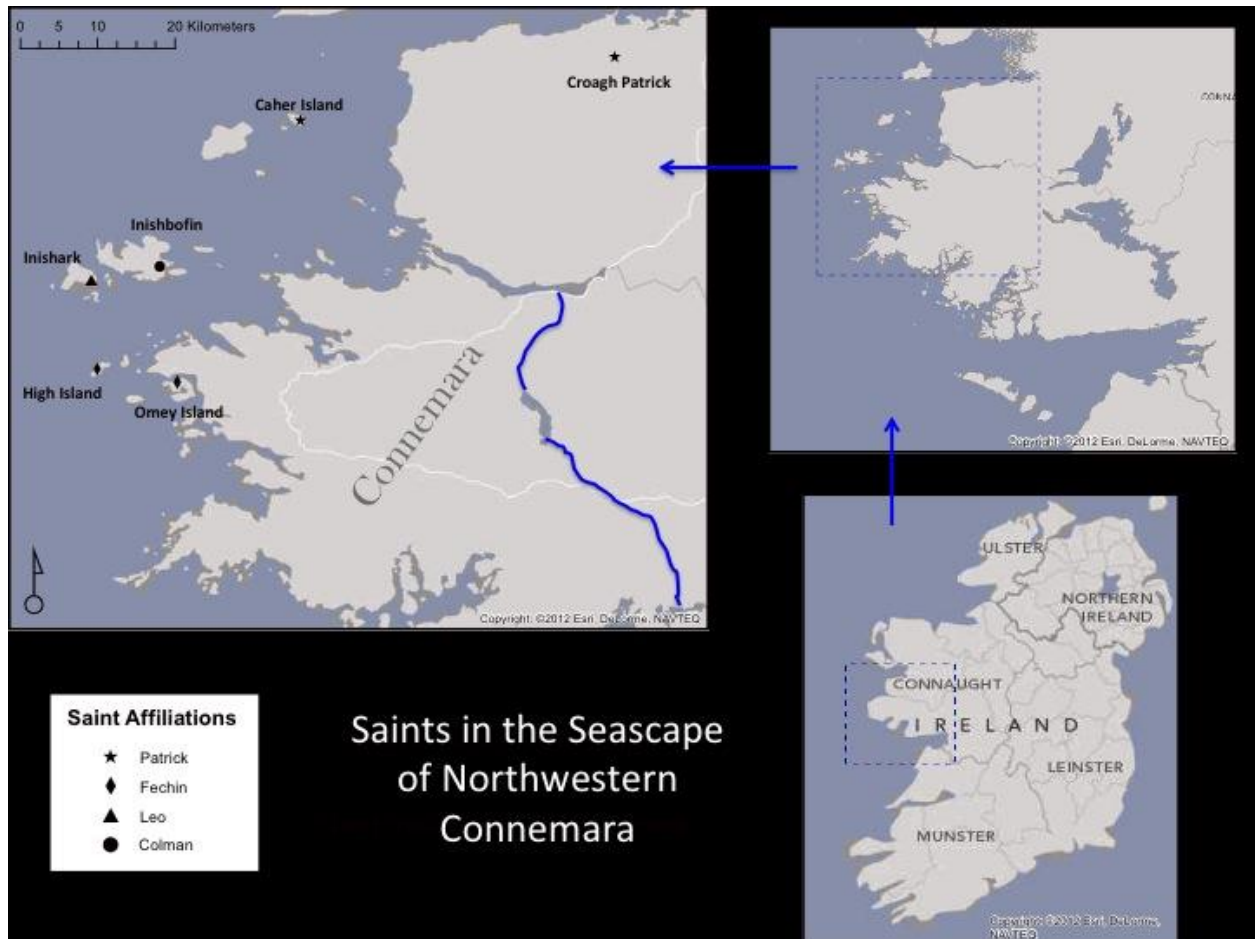 0 5 10 20 Kilometers
Croagh Patrick
Caher Island
Inishbofin
Inishark
High Island
Omey Island
Connemara
Copyright: ©2012 Esri, DeLorme, NAVTEQ
CONNA
Copyright: ©2012 Esri, DeLorme, NAVTEQ
ULSTER
NORTHERN
IRELAND
CONNAUGHT
IRELAND
LEINSTER
MUNSTER
Copyright: ©2012 Esri, DeLorme,
NAVTEQ
Saint Affiliations
Patrick
Fechin
Leo
Colman
Saints in the Seascape
of Northwestern
Connemara